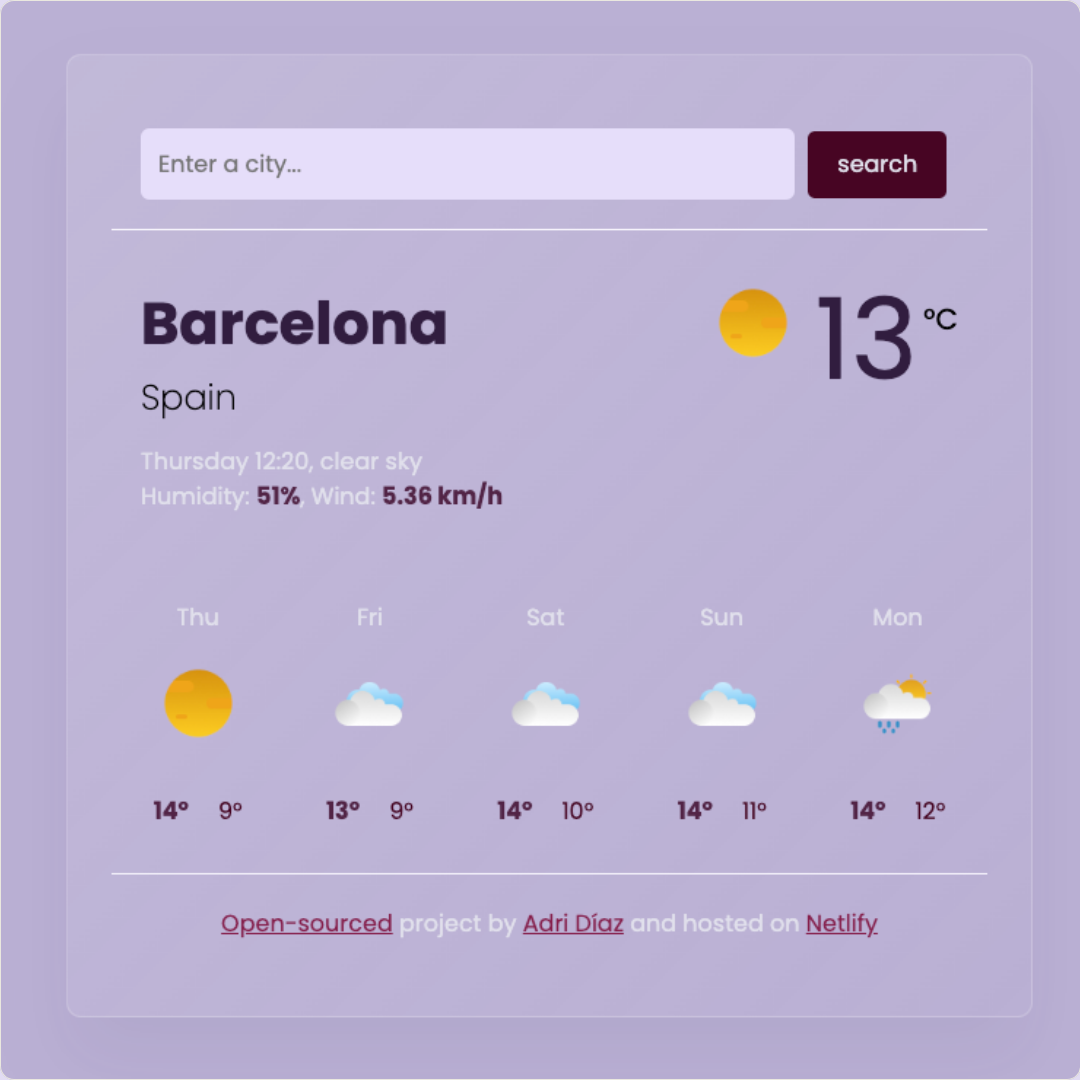 Enter a city...
search
Barcelona
13 °C
Spain
Thursday 12:20, clear sky
Humidity: 51%, Wind: 5.36 km/h
Thu Fri Sat Sun Mon
14° 9° 13° 9° 14° 10° 14° 11° 14° 12°
Open-sourced project by Adri Díaz and hosted on Netlify